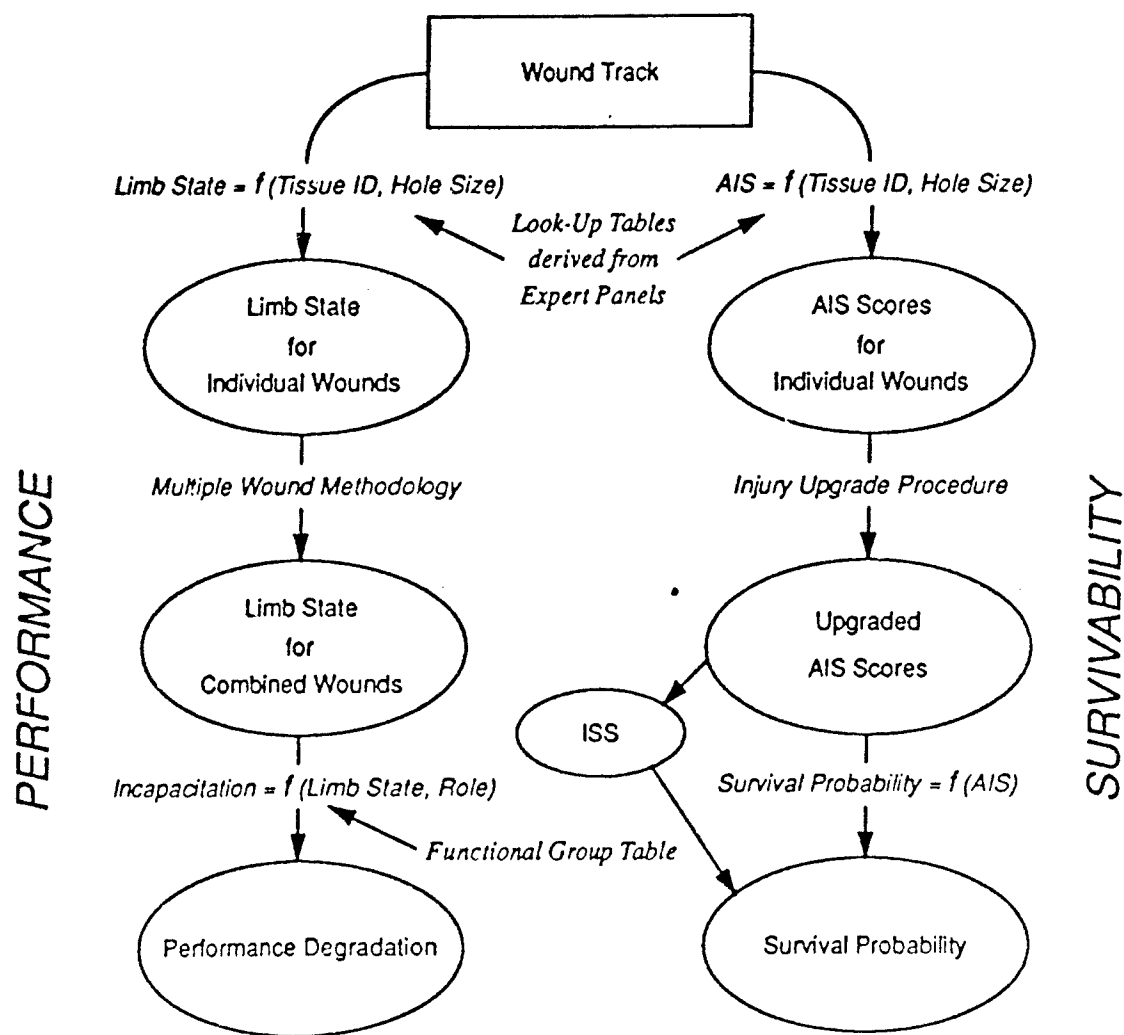 Wound Track
Limb State = f (Tissue ID, Hole Size)
AIS = f (Tissue ID, Hole Size)
Look-Up Tables
derived from
Expert Panels
Limb State
for
Individual Wounds
AIS Scores
for
Individual Wounds
PERFORMANCE
Multiple Wound Methodology
Injury Upgrade Procedure
SURVIVABILITY
Limb State
for
Combined Wounds
Upgraded
AIS Scores
ISS
Incapacitation = f (Limb State, Role)
Survival Probability = f (AIS)
Functional Group Table
Performance Degradation
Survival Probability